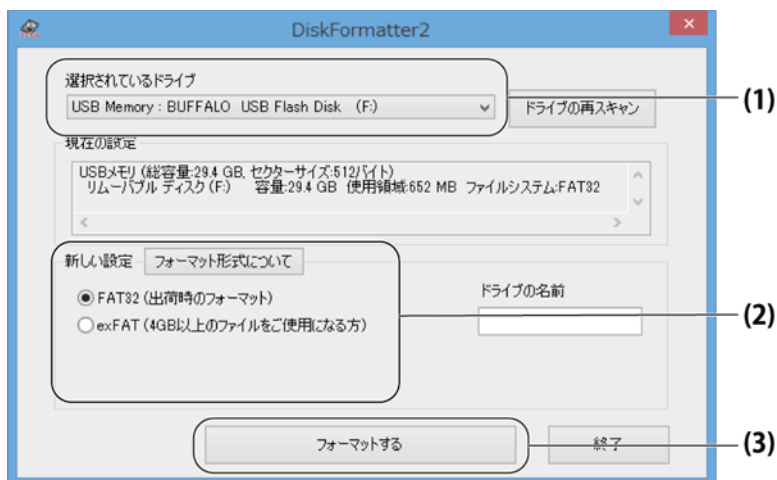 DiskFormatter2
選択されているドライブ
USB Memory : BUFFALO USB Flash Disk (F:)
ドライブの再スキャン
(1)
現在の設定
USBメモリ (総容量:29.4 GB, セクターサイズ:512バイト)
リムーバブル ディスク (F:) 容量:29.4 GB 使用領域:652 MB ファイルシステム:FAT32
新しい設定
フォーマット形式について
FAT32 (出荷時のフォーマット)
exFAT (4GB以上のファイルをご使用になる方)
ドライブの名前
(2)
フォーマットする
終了
(3)